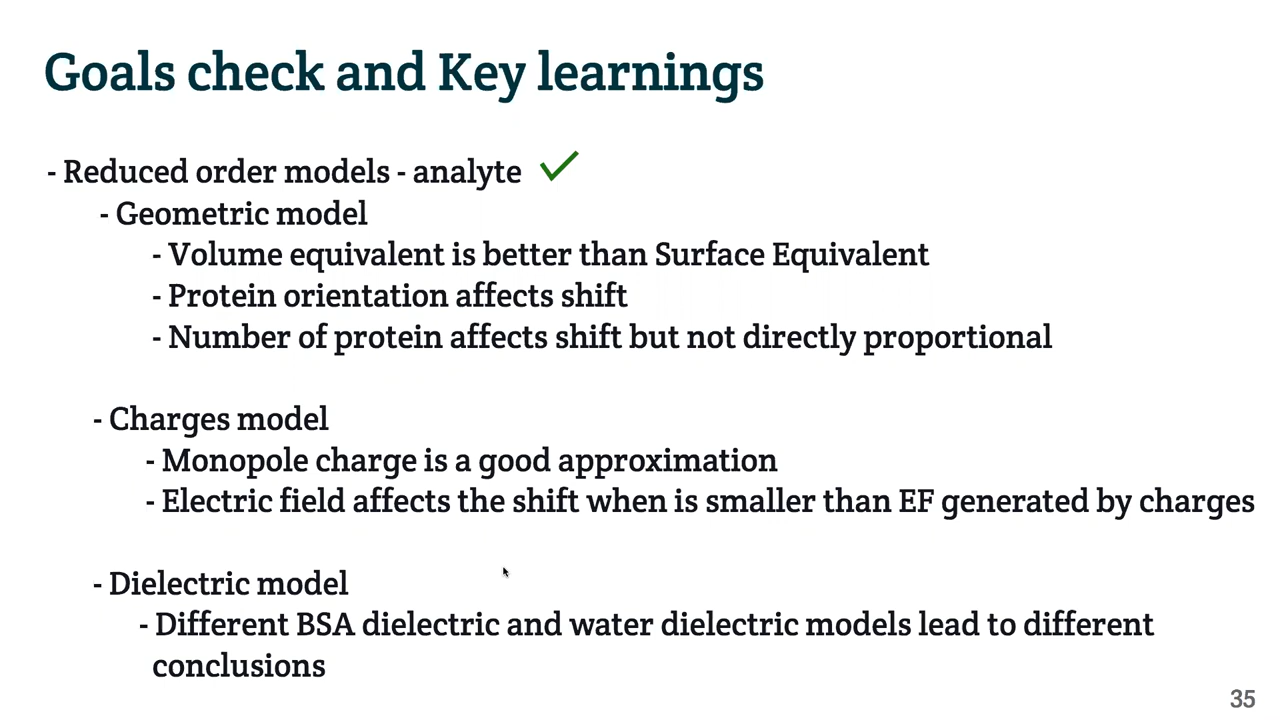 Goals check and Key learnings
- Reduced order models - analyte
- Geometric model
- Volume equivalent is better than Surface Equivalent
- Protein orientation affects shift
- Number of protein affects shift but not directly proportional
- Charges model
- Monopole charge is a good approximation
- Electric field affects the shift when is smaller than EF generated by charges
- Dielectric model
- Different BSA dielectric and water dielectric models lead to different
conclusions
35